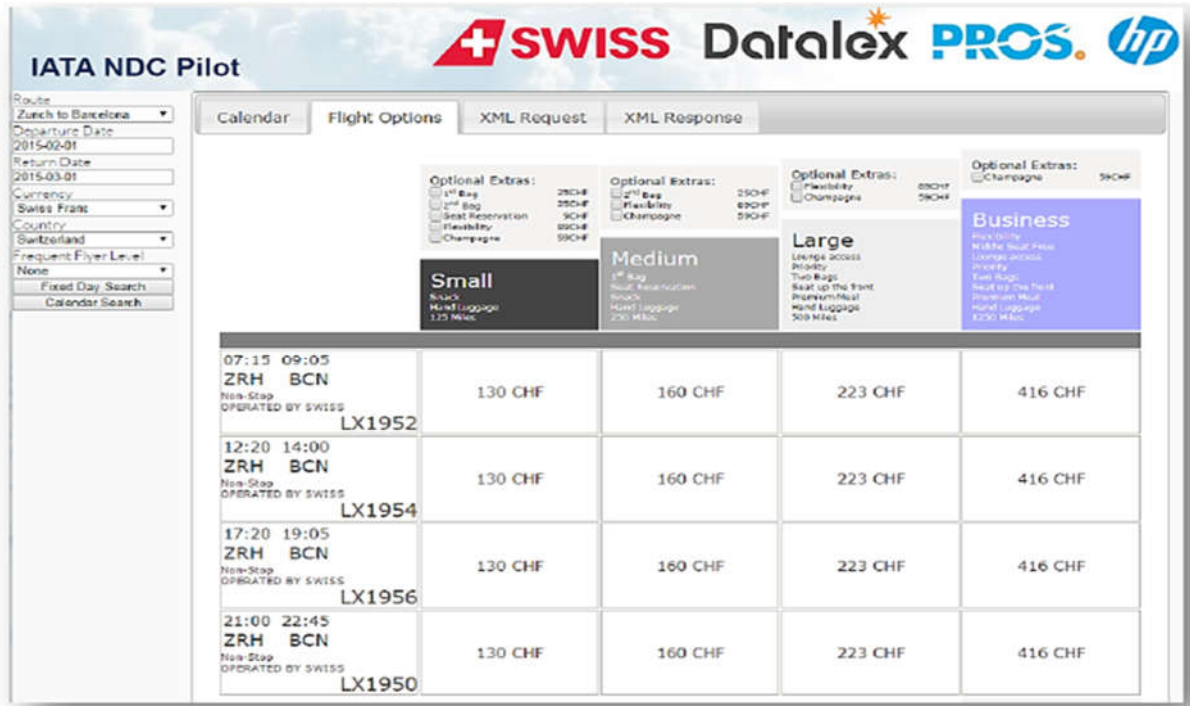 SWISS Datalex PROS. hp
IATA NDC Pilot
Route
Zurich to Barcelona
Departure Date
2015-02-01
Return Date
2015-03-01
Currency
Swiss Franc
Country
Switzerland
Frequent Flyer Level
None
Fixed Day Search
Calendar Search
Calendar
Flight Options
XML Request
XML Response
Optional Extras:
1st Bag 25CHF
2nd Bag 25CHF
Seat Reservation 9CHF
Flexibility 89CHF
Champagne 59CHF
Small
Snack
Hand Luggage
125 Miles
Optional Extras:
2nd Bag 25CHF
Flexibility 89CHF
Champagne 59CHF
Medium
1st Bag
Seat Reservation
Snack
Hand Luggage
250 Miles
Optional Extras:
Flexibility 89CHF
Champagne 59CHF
Large
Lounge access
Priority
Two Bags
Seat up the front
Premium Meal
Hand Luggage
500 Miles
Optional Extras:
Champagne 59CHF
Business
Flexibility
Middle Seat Free
Lounge access
Priority
Two Bags
Seat up the front
Premium Meal
Hand Luggage
1250 Miles
07:15 09:05
ZRH BCN
Non-Stop
OPERATED BY SWISS
LX1952
130 CHF 160 CHF 223 CHF 416 CHF
12:20 14:00
ZRH BCN
Non-Stop
OPERATED BY SWISS
LX1954
130 CHF 160 CHF 223 CHF 416 CHF
17:20 19:05
ZRH BCN
Non-Stop
OPERATED BY SWISS
LX1956
130 CHF 160 CHF 223 CHF 416 CHF
21:00 22:45
ZRH BCN
Non-Stop
OPERATED BY SWISS
LX1950
130 CHF 160 CHF 223 CHF 416 CHF